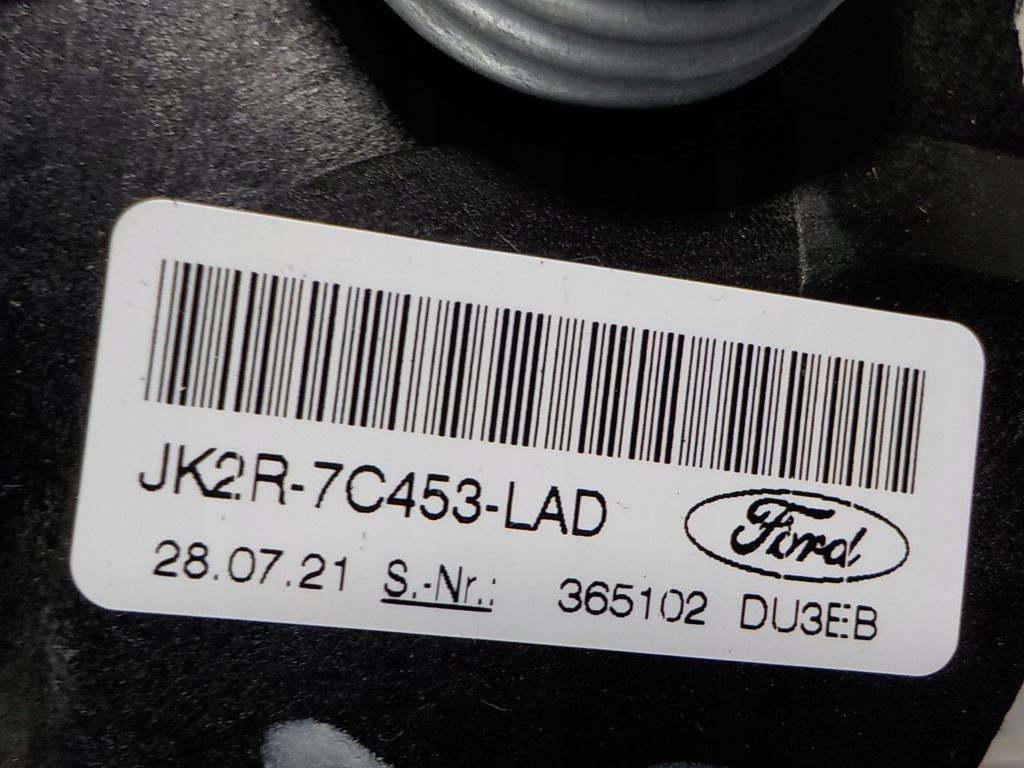 JK2R-7C453-LAD
Ford
28.07.21 S.-Nr.: 365102 DU3EB